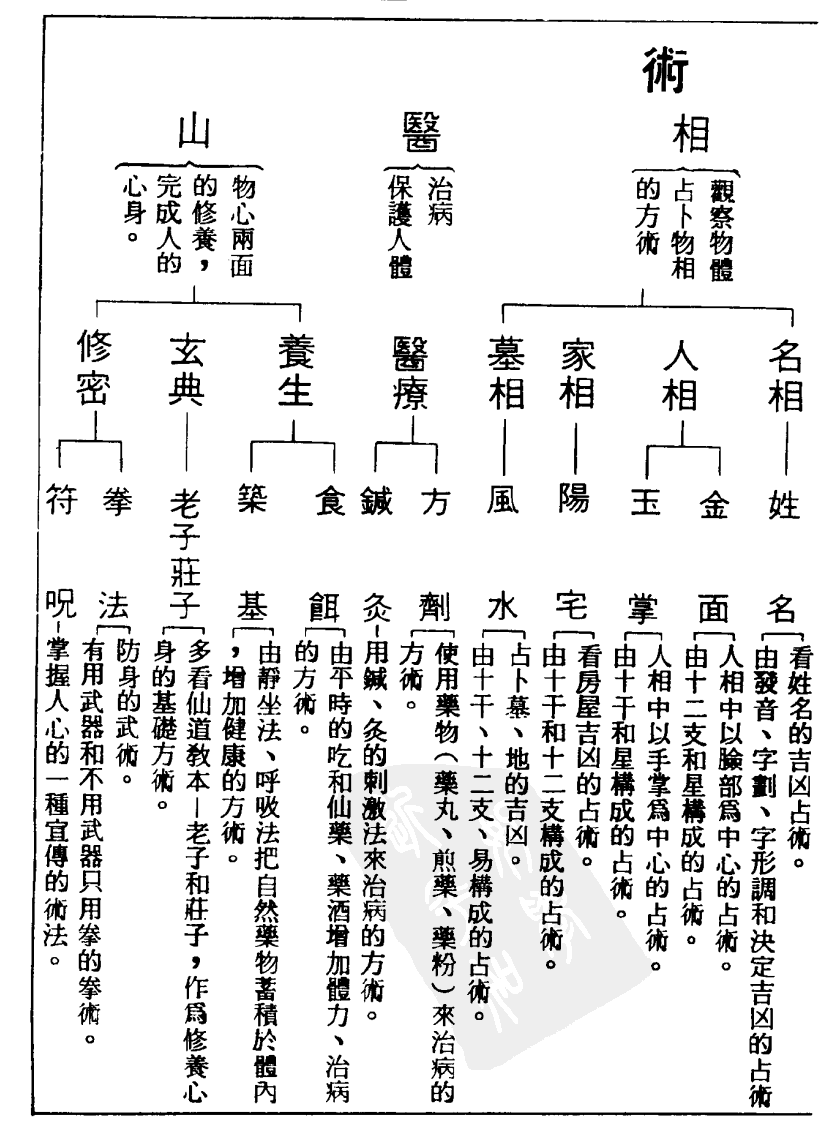 術
相
觀察物體
占卜物相
的方術
名相
姓名
看姓名的吉凶占術。
由發音、字劃、字形調和決定吉凶的占術
人相
金面
人相中以臉部爲中心的占術。
由十二支和星構成的占術。
玉掌
人相中以手掌爲中心的占術。
由十干和星構成的占術。
家相
陽宅
看房屋吉凶的占術。
由十干和十二支構成的占術。
墓相
風水
占卜墓、地的吉凶。
由十干、十二支、易構成的占術。
醫
治病
保護人體
醫療
方劑
使用藥物(藥丸、煎藥、藥粉)來治病的
方術。
鍼灸
用鍼、灸的刺激法來治病的方術。
山
物心兩面
的修養,
完成人的
心身。
養生
食餌
由平時的吃和仙藥、藥酒增加體力、治病
的方術。
築基
由靜坐法、呼吸法把自然藥物蓄積於體內
,增加健康的方術。
玄典
老子莊子
多看仙道教本—老子和莊子,作爲修養心
身的基礎方術。
修密
拳法
防身的武術。
有用武器和不用武器只用拳的拳術。
符呪
掌握人心的一種宣傳的術法。